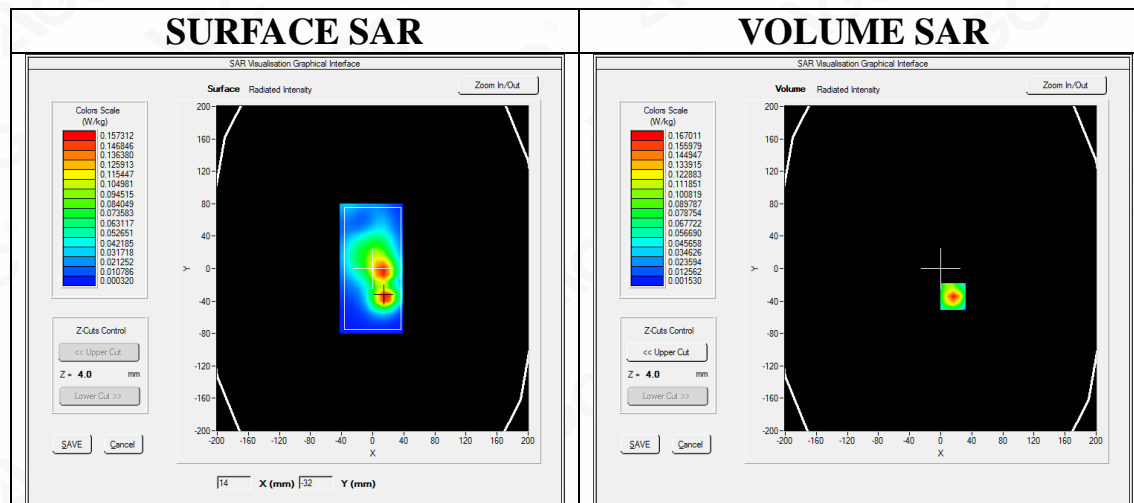 SURFACE SAR
SAR Visualisation Graphical Interface
Surface Radiated Intensity
Zoom In/Out
Colors Scale
(W/kg)
0.157312
0.146846
0.136380
0.125913
0.115447
0.104981
0.094515
0.084049
0.073583
0.063117
0.052651
0.042185
0.031718
0.021252
0.010786
0.000320
Z-Cuts Control
<< Upper Cut
Z = 4.0 mm
Lower Cut >>
SAVE Cancel
200
160
120
80
40
0
-40
-80
-120
-160
-200
Y
-200 -160 -120 -80 -40 0 40 80 120 160 200
X
14 X (mm) -32 Y (mm)
VOLUME SAR
SAR Visualisation Graphical Interface
Volume Radiated Intensity
Zoom In/Out
Colors Scale
(W/kg)
0.167011
0.155979
0.144947
0.133915
0.122883
0.111851
0.100819
0.089787
0.078754
0.067722
0.056690
0.045658
0.034626
0.023594
0.012562
0.001530
Z-Cuts Control
<< Upper Cut
Z = 4.0 mm
Lower Cut >>
SAVE Cancel
200
160
120
80
40
0
-40
-80
-120
-160
-200
Y
-200 -160 -120 -80 -40 0 40 80 120 160 200
X